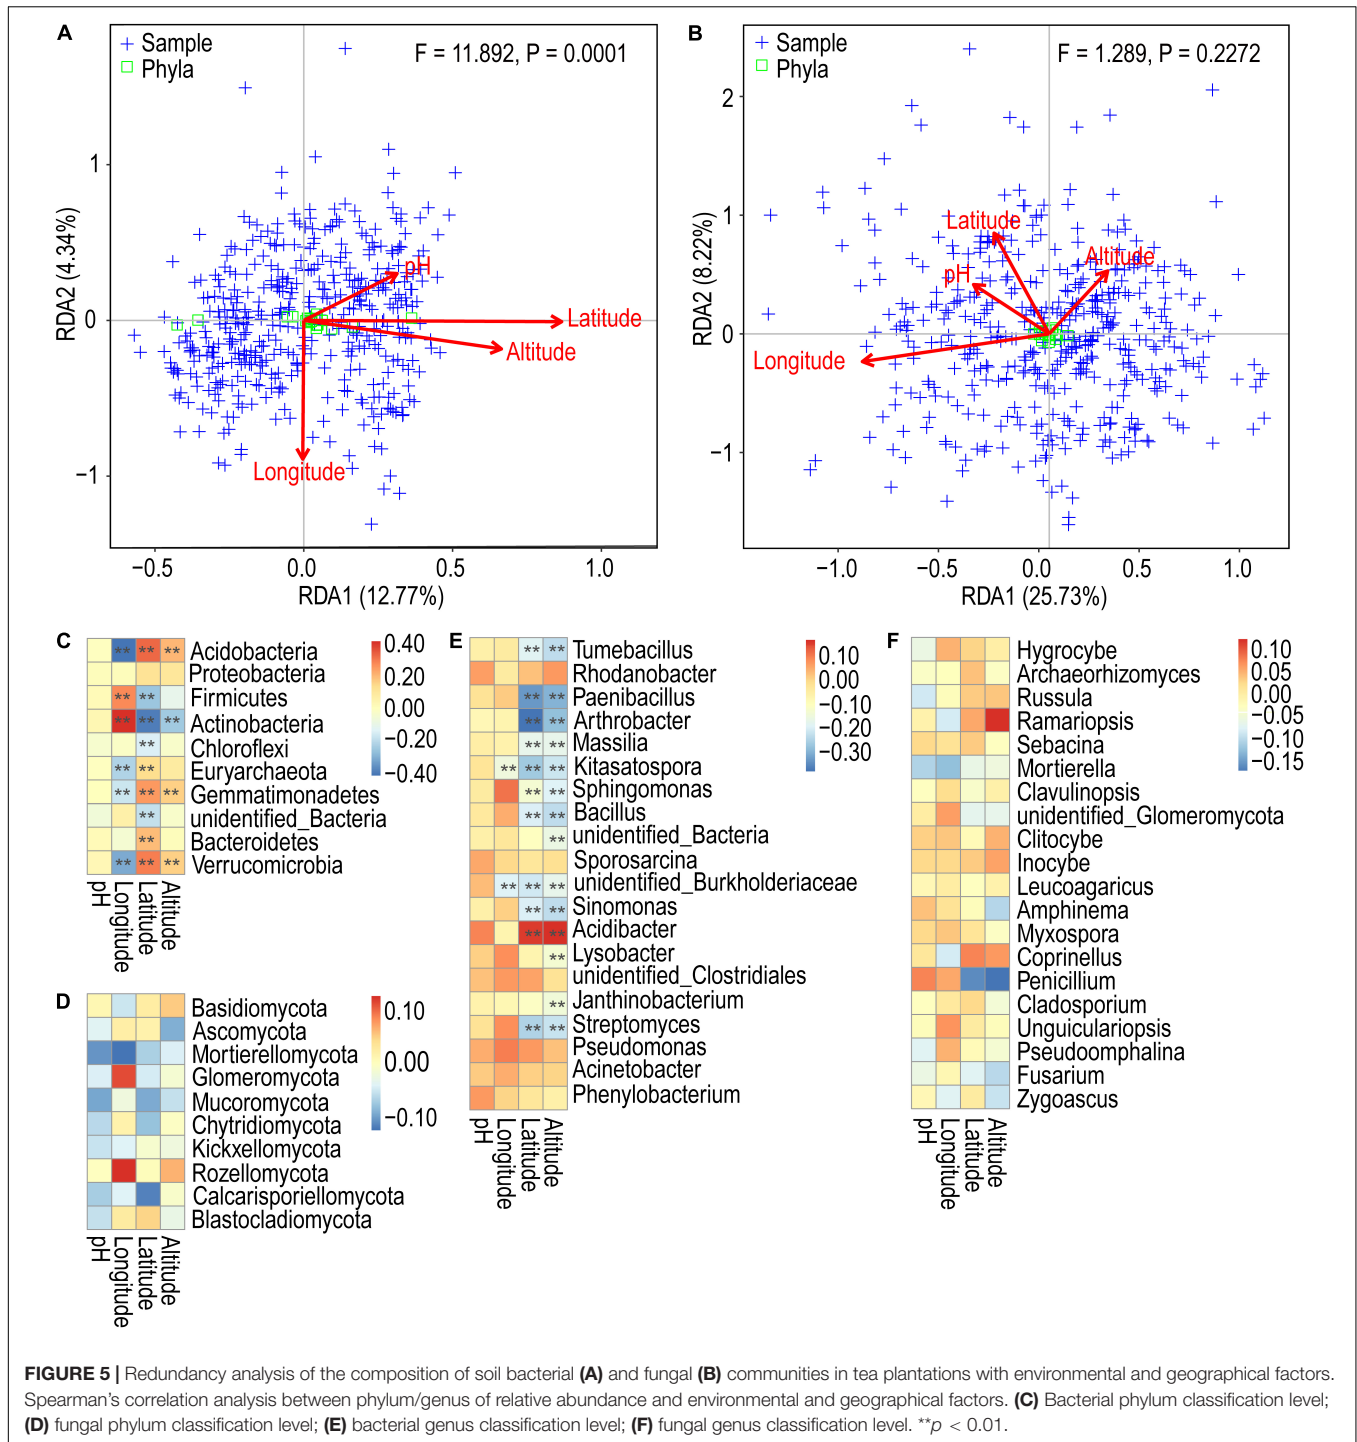 A
Sample
Phyla
F = 11.892, P = 0.0001
RDA2 (4.34%)
1
0
−1
pH
Latitude
Altitude
Longitude
−0.5
0.0
0.5
1.0
RDA1 (12.77%)
B
Sample
Phyla
F = 1.289, P = 0.2272
RDA2 (8.22%)
2
1
0
−1
Latitude
Altitude
pH
Longitude
−1.0
−0.5
0.0
0.5
1.0
RDA1 (25.73%)
C
** ** ** Acidobacteria
Proteobacteria
** ** Firmicutes
** ** ** Actinobacteria
** Chloroflexi
** ** Euryarchaeota
** ** ** Gemmatimonadetes
** unidentified_Bacteria
** Bacteroidetes
** ** ** Verrucomicrobia
pH
Longitude
Latitude
Altitude
0.40
0.20
0.00
−0.20
−0.40
D
Basidiomycota
Ascomycota
Mortierellomycota
Glomeromycota
Mucoromycota
Chytridiomycota
Kickxellomycota
Rozellomycota
Calcarisporiellomycota
Blastocladiomycota
pH
Longitude
Latitude
Altitude
0.10
0.00
−0.10
E
** ** Tumebacillus
Rhodanobacter
** ** Paenibacillus
** ** Arthrobacter
** ** Massilia
** ** ** Kitasatospora
** ** Sphingomonas
** ** Bacillus
** unidentified_Bacteria
Sporosarcina
** ** ** unidentified_Burkholderiaceae
** ** Sinomonas
** ** Acidibacter
** Lysobacter
unidentified_Clostridiales
** Janthinobacterium
** ** Streptomyces
Pseudomonas
Acinetobacter
Phenylobacterium
pH
Longitude
Latitude
Altitude
0.10
0.00
−0.10
−0.20
−0.30
F
Hygrocybe
Archaeorhizomyces
Russula
Ramariopsis
Sebacina
Mortierella
Clavulinopsis
unidentified_Glomeromycota
Clitocybe
Inocybe
Leucoagaricus
Amphinema
Myxospora
Coprinellus
Penicillium
Cladosporium
Unguiculariopsis
Pseudoomphalina
Fusarium
Zygoascus
pH
Longitude
Latitude
Altitude
0.10
0.05
0.00
−0.05
−0.10
−0.15
FIGURE 5 | Redundancy analysis of the composition of soil bacterial (A) and fungal (B) communities in tea plantations with environmental and geographical factors.
Spearman's correlation analysis between phylum/genus of relative abundance and environmental and geographical factors. (C) Bacterial phylum classification level;
(D) fungal phylum classification level; (E) bacterial genus classification level; (F) fungal genus classification level. **p < 0.01.